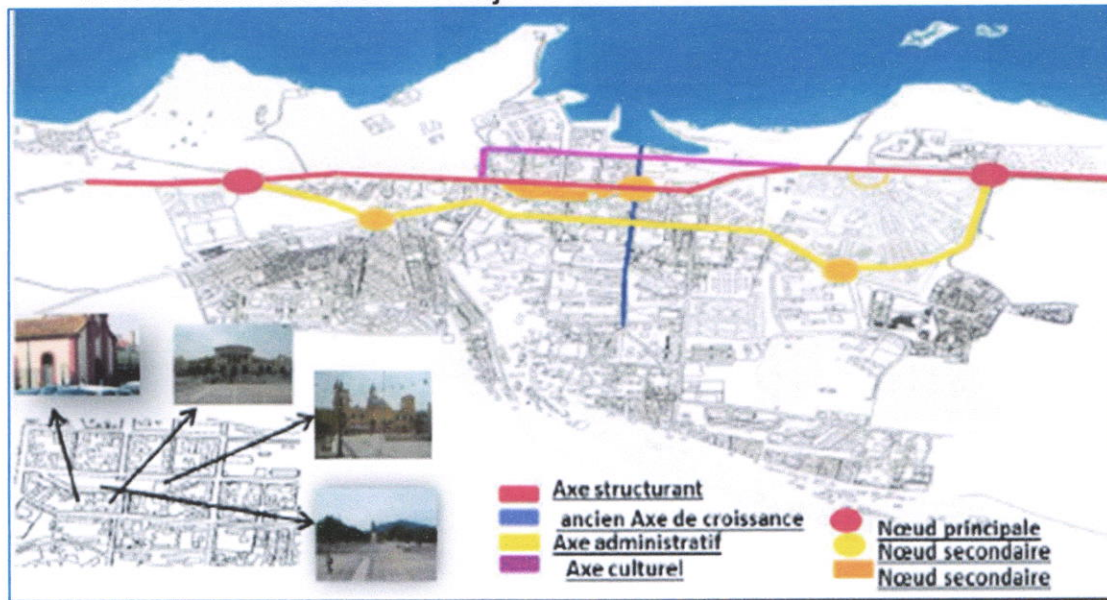 Axe structurant
ancien Axe de croissance
Axe administratif
Axe culturel
Nœud principale
Nœud secondaire
Nœud secondaire